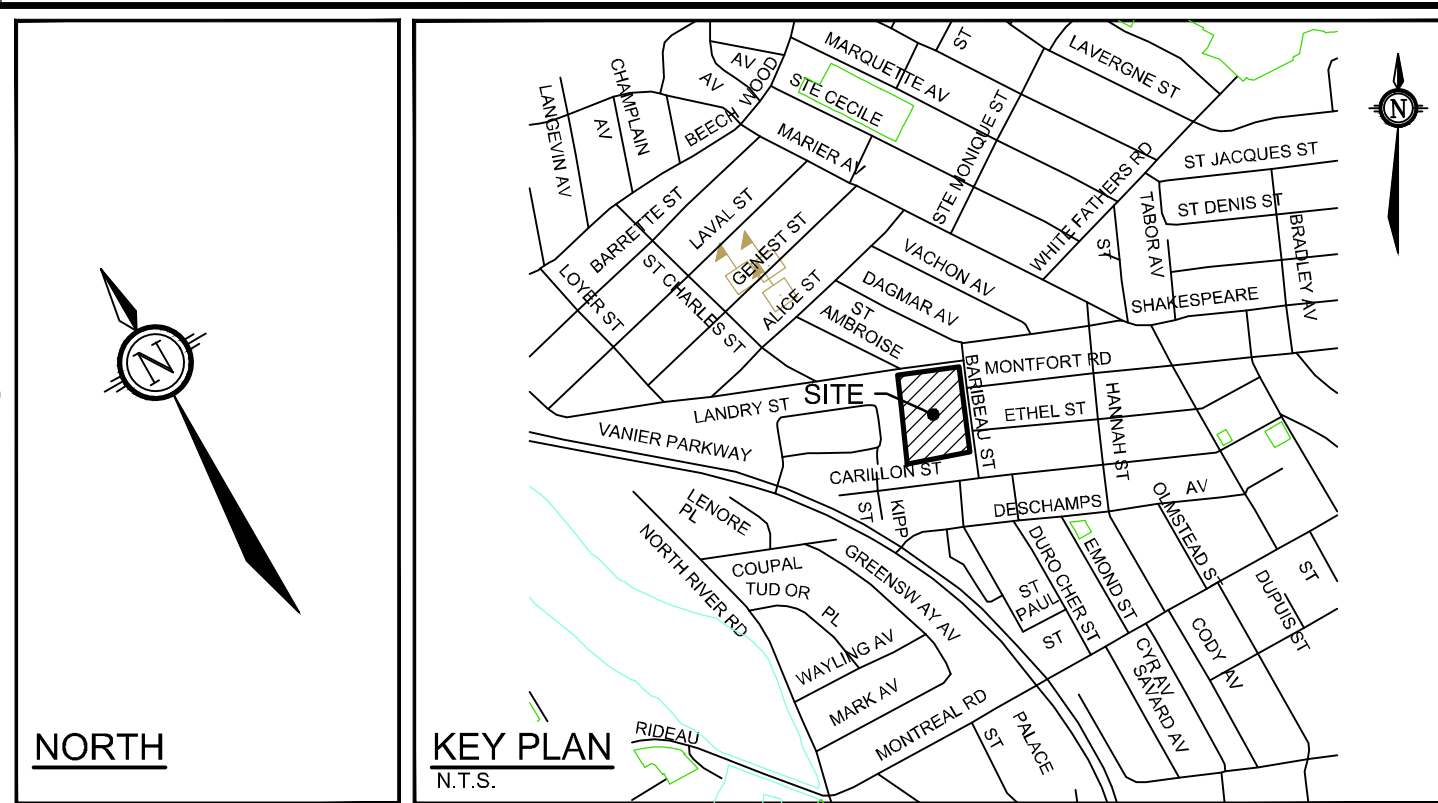 N
NORTH
ST
MARQUETTE AV
LAVERGNE ST
AV
AV
BEECH WOOD
STE CECILE
CHAMPLAIN
AV
LANGEVIN AV
MARIER AV
STE MONIQUE ST
WHITE FATHERS RD
N
ST JACQUES ST
ST DENIS ST
TABOR AV
ST
BRADLEY AV
BARRETTE ST
LAVAL ST
GENEST ST
LOYER ST
ST CHARLES ST
ALICE ST
VACHON AV
DAGMAR AV
ST
AMBROISE
SHAKESPEARE
MONTFORT RD
BARIBEAU ST
SITE
LANDRY ST
ETHEL ST
HANNAH ST
VANIER PARKWAY
CARILLON ST
KIPP
ST
DESCHAMPS
AV
OLMSTEAD ST
LENORE
PL
NORTH RIVER RD
COUPAL
TUD OR
PL
GREENSW AY AV
DURO CHER ST
EMOND ST
ST
PAUL
ST
DUPUIS ST
ST
WAYLING AV
CODY AV
CYR AV
SAVARD AV
MARK AV
MONTREAL RD
PALACE
ST
RIDEAU
KEY PLAN
N.T.S.